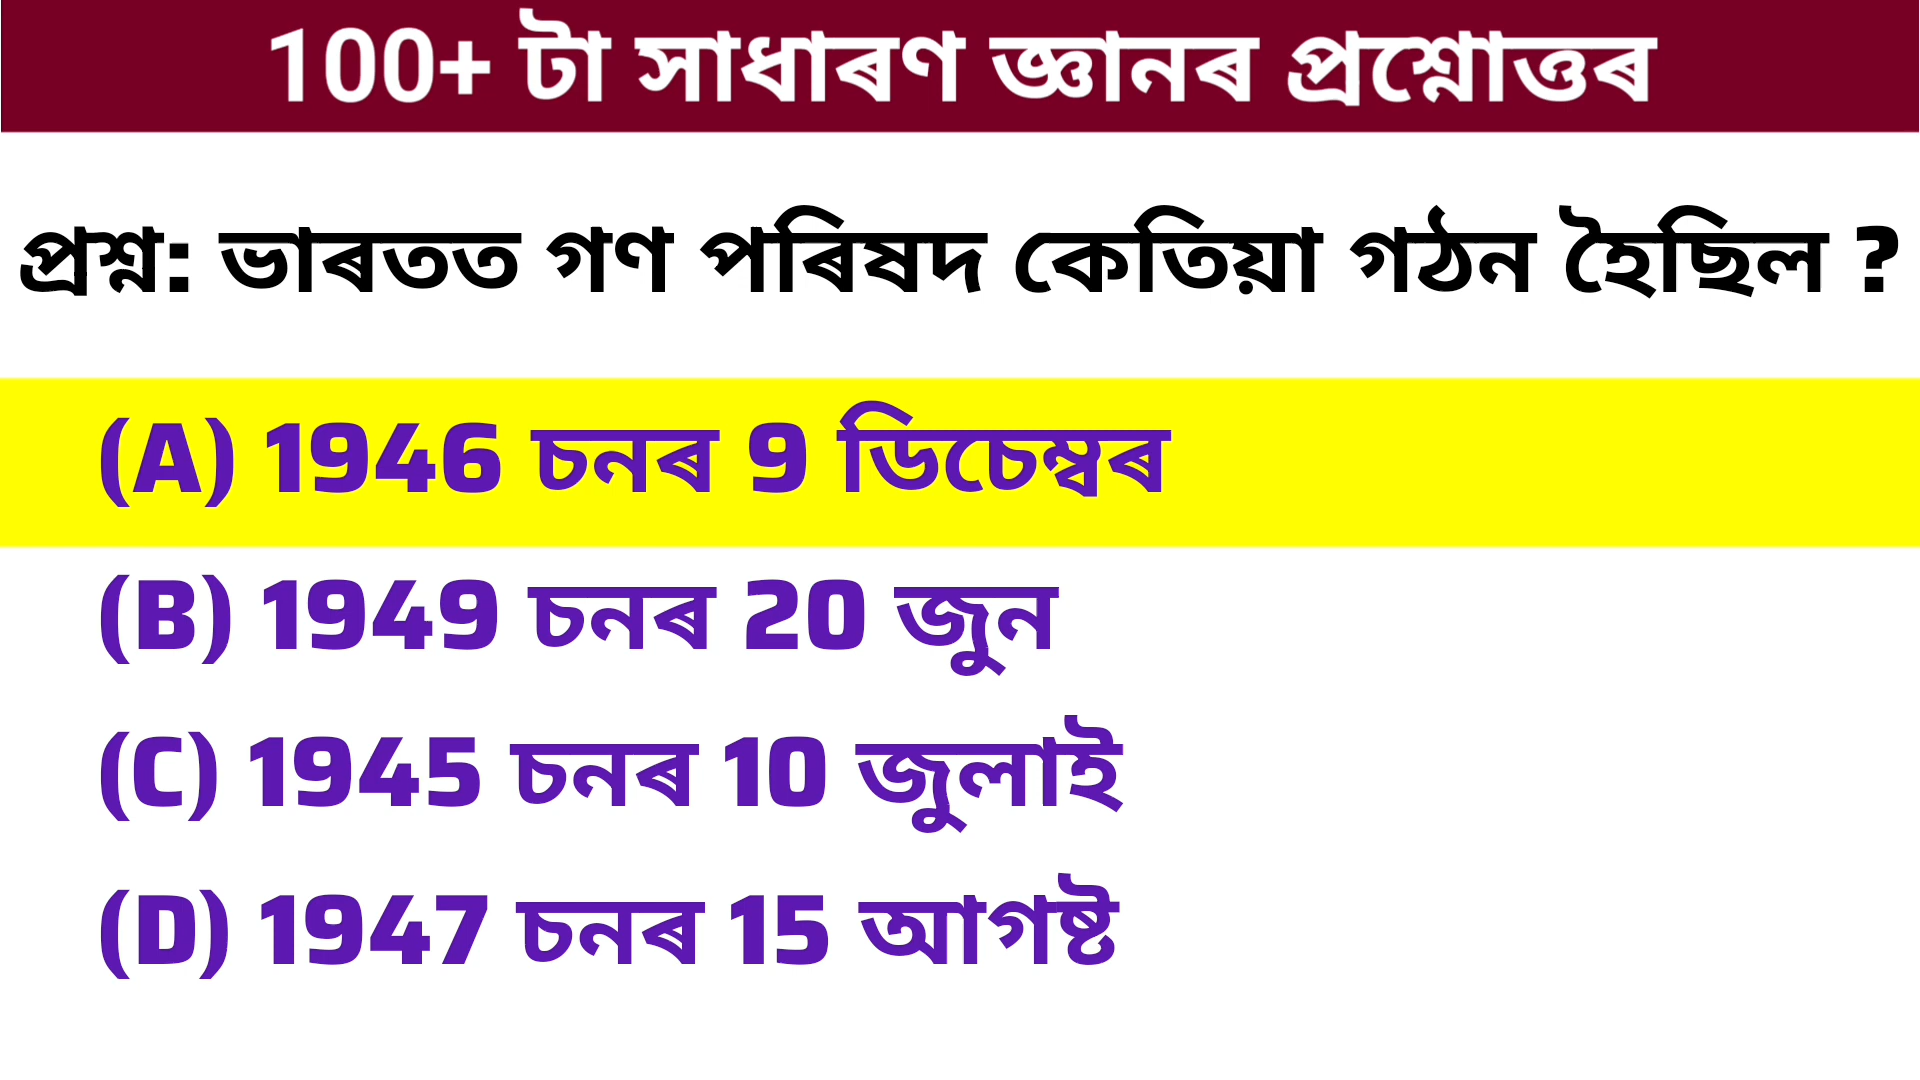 100+ টা সাধাৰণ জ্ঞানৰ প্ৰশ্নোত্তৰ
প্ৰশ্ন: ভাৰতত গণ পৰিষদ কেতিয়া গঠন হৈছিল ?
(A) 1946 চনৰ 9 ডিচেম্বৰ
(B) 1949 চনৰ 20 জুন
(C) 1945 চনৰ 10 জুলাই
(D) 1947 চনৰ 15 আগষ্ট